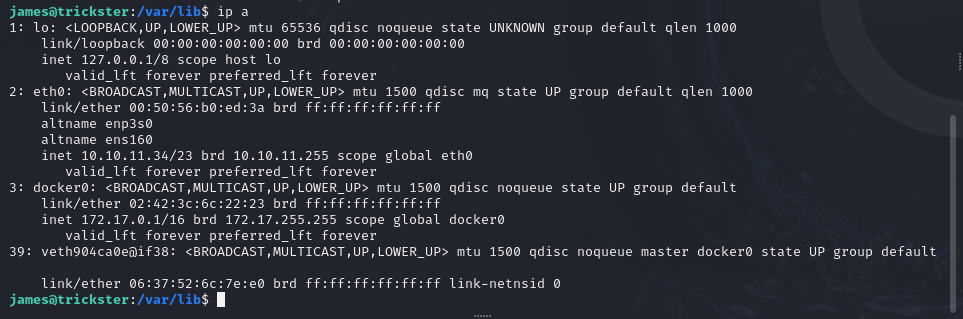 james@trickster:/var/lib$ ip a
1: lo: <LOOPBACK,UP,LOWER_UP> mtu 65536 qdisc noqueue state UNKNOWN group default qlen 1000
    link/loopback 00:00:00:00:00:00 brd 00:00:00:00:00:00
    inet 127.0.0.1/8 scope host lo
       valid_lft forever preferred_lft forever
2: eth0: <BROADCAST,MULTICAST,UP,LOWER_UP> mtu 1500 qdisc mq state UP group default qlen 1000
    link/ether 00:50:56:b0:ed:3a brd ff:ff:ff:ff:ff:ff
    altname enp3s0
    altname ens160
    inet 10.10.11.34/23 brd 10.10.11.255 scope global eth0
       valid_lft forever preferred_lft forever
3: docker0: <BROADCAST,MULTICAST,UP,LOWER_UP> mtu 1500 qdisc noqueue state UP group default
    link/ether 02:42:3c:6c:22:23 brd ff:ff:ff:ff:ff:ff
    inet 172.17.0.1/16 brd 172.17.255.255 scope global docker0
       valid_lft forever preferred_lft forever
39: veth904ca0e@if38: <BROADCAST,MULTICAST,UP,LOWER_UP> mtu 1500 qdisc noqueue master docker0 state UP group default
    link/ether 06:37:52:6c:7e:e0 brd ff:ff:ff:ff:ff:ff link-netnsid 0
james@trickster:/var/lib$